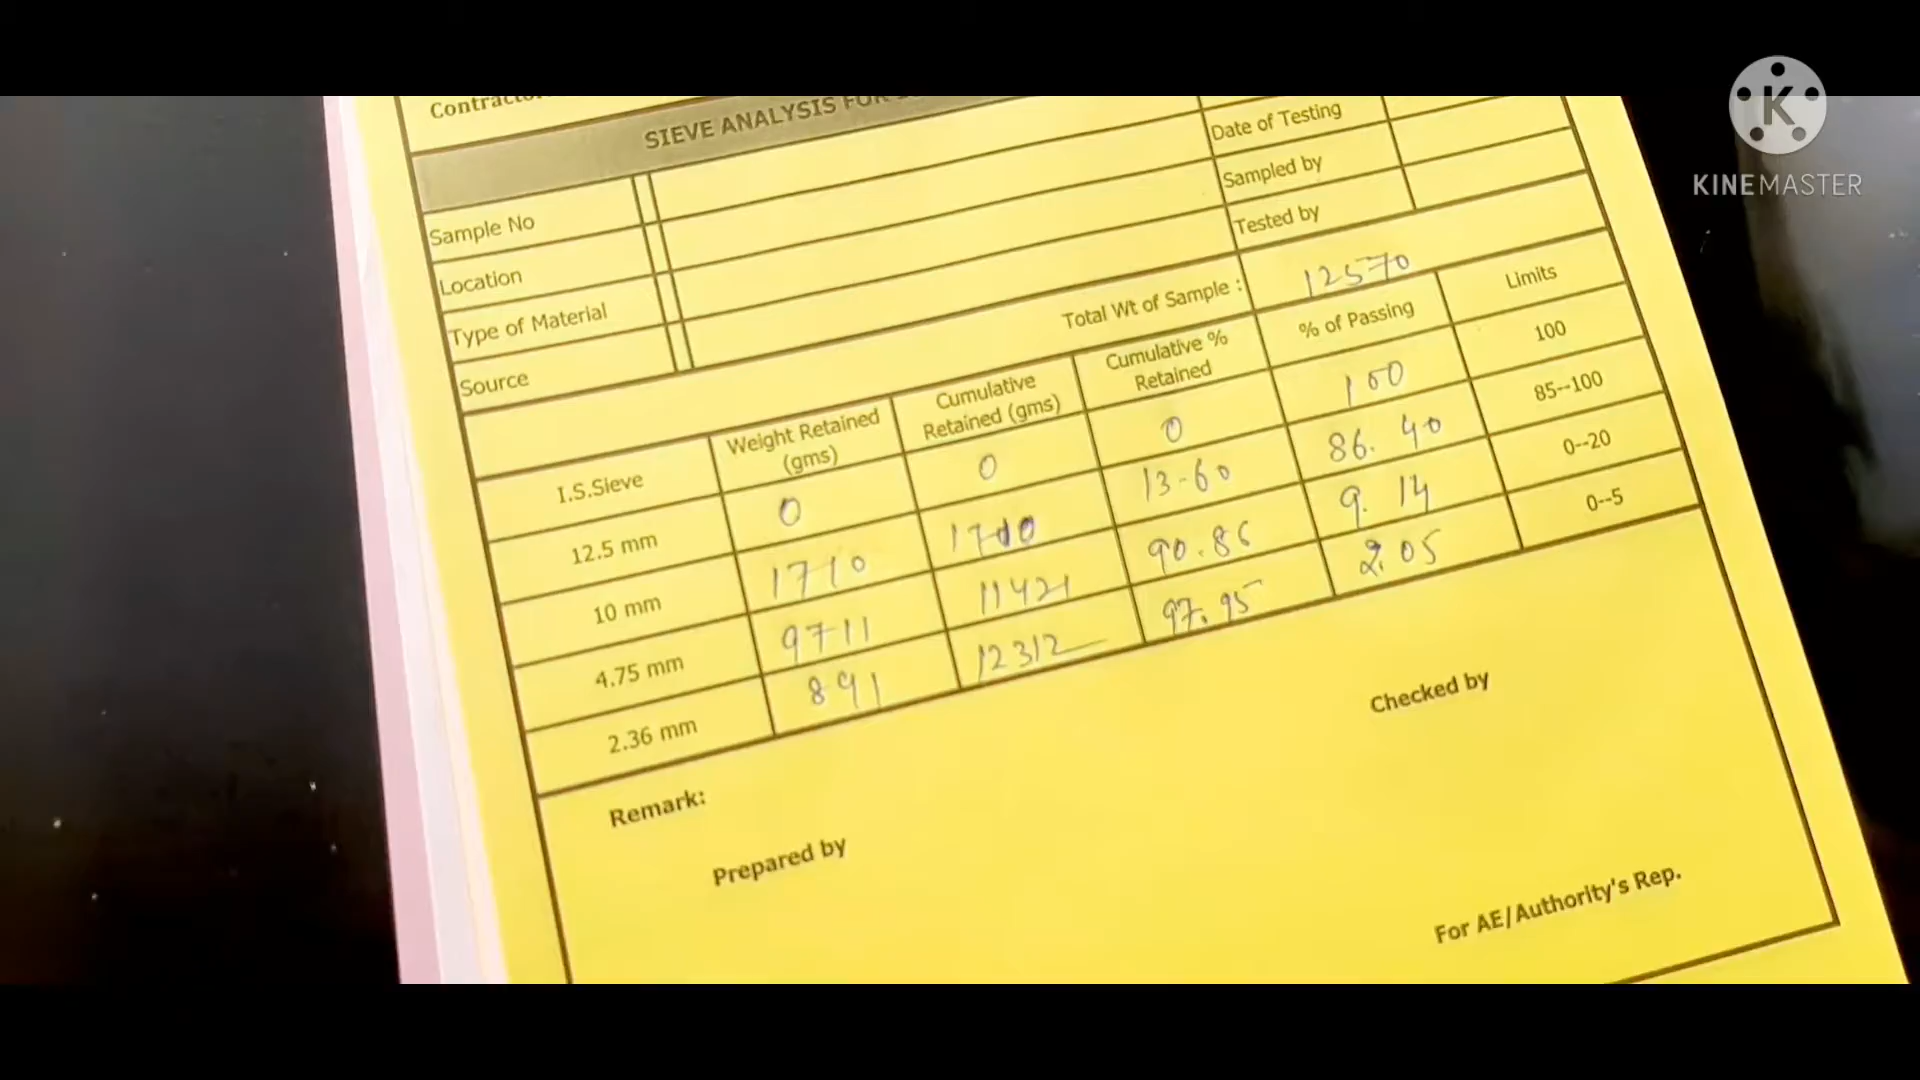 KINEMASTER
SIEVE ANALYSIS FOR
Date of Testing
Sample No
Sampled by
Location
Tested by
Type of Material
Source
Total Wt of Sample : 12570
I.S.Sieve Weight Retained (gms) Cumulative Retained (gms) Cumulative % Retained % of Passing Limits
12.5 mm 0 0 0 100 100
10 mm 1710 1710 13.60 86.40 85--100
4.75 mm 9711 11421 90.86 9.14 0--20
2.36 mm 891 12312 97.95 2.05 0--5
Remark:
Prepared by
Checked by
For AE/Authority's Rep.